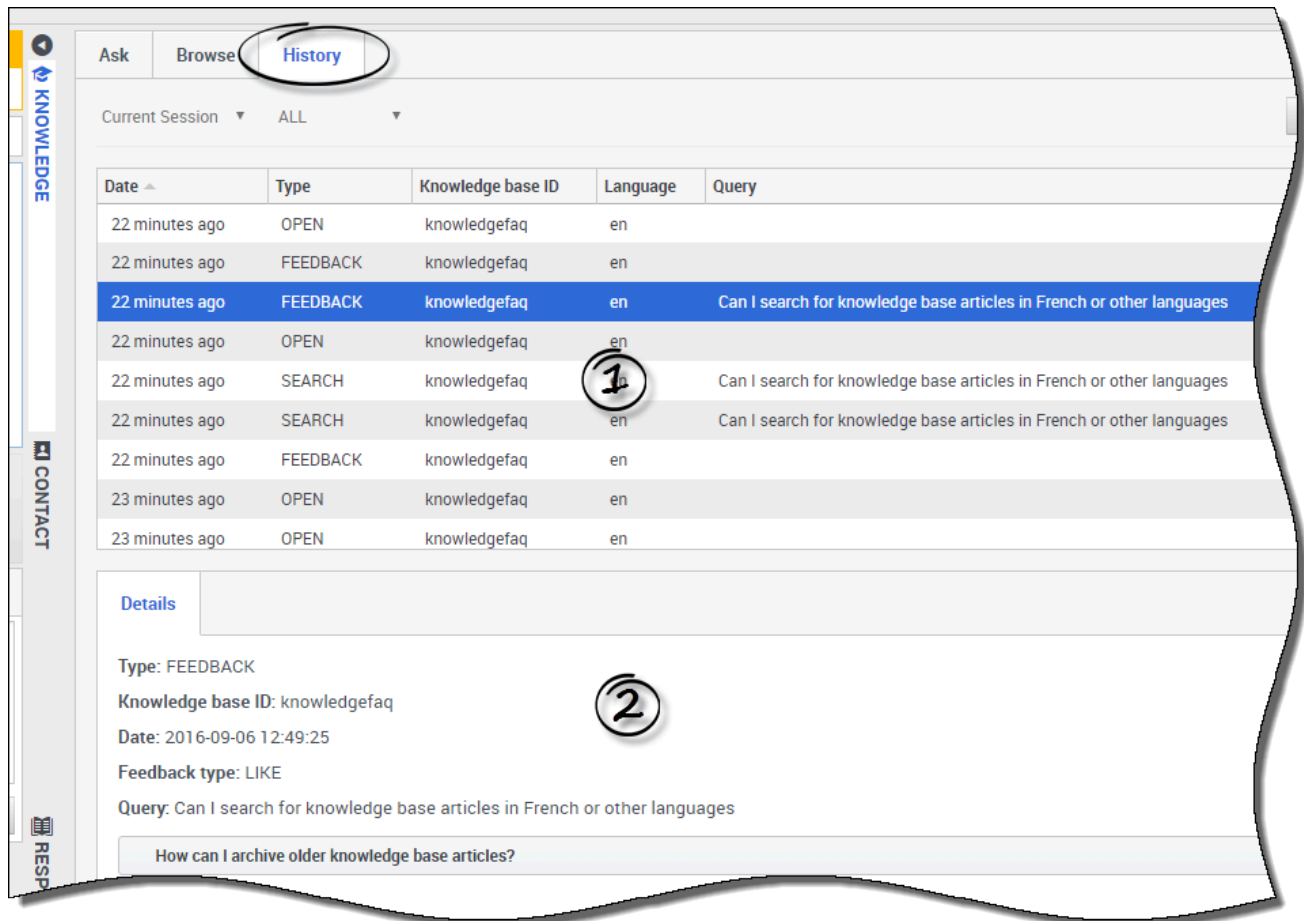 Ask Browse History
Current Session ALL
Date Type Knowledge base ID Language Query
22 minutes ago OPEN knowledgefaq en
22 minutes ago FEEDBACK knowledgefaq en
22 minutes ago FEEDBACK knowledgefaq en Can I search for knowledge base articles in French or other languages
22 minutes ago OPEN knowledgefaq en
1
22 minutes ago SEARCH knowledgefaq en Can I search for knowledge base articles in French or other languages
22 minutes ago SEARCH knowledgefaq en Can I search for knowledge base articles in French or other languages
22 minutes ago FEEDBACK knowledgefaq en
23 minutes ago OPEN knowledgefaq en
23 minutes ago OPEN knowledgefaq en
Details
Type: FEEDBACK
Knowledge base ID: knowledgefaq
2
Date: 2016-09-06 12:49:25
Feedback type: LIKE
Query: Can I search for knowledge base articles in French or other languages
How can I archive older knowledge base articles?
KNOWLEDGE
CONTACT
RESP